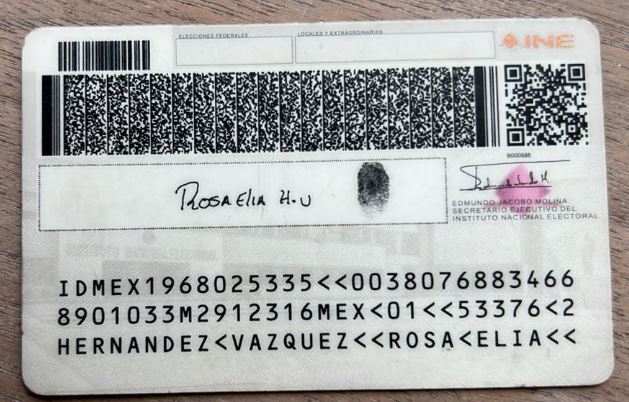 ELECCIONES FEDERALES
LOCALES Y EXTRAORDINARIAS
INE
ROSA ELIA H.V
EDMUNDO JACOBO MOLINA
SECRETARIO EJECUTIVO DEL
INSTITUTO NACIONAL ELECTORAL
IDMEX1968025335<<0038076883466
8901033M2912316MEX<01<<53376<2
HERNANDEZ<VAZQUEZ<<ROSA<ELIA<<